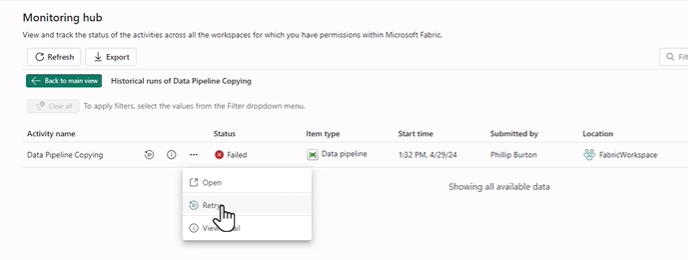 Monitoring hub
View and track the status of the activities across all the workspaces for which you have permissions within Microsoft Fabric.
Refresh Export
Back to main view Historical runs of Data Pipeline Copying
Clear all To apply filters, select the values from the Filter dropdown menu.
Activity name Status Item type Start time Submitted by Location
Data Pipeline Copying Failed Data pipeline 1:32 PM, 4/29/24 Phillip Burton FabricWorkspace
Open
Showing all available data
Retry
View